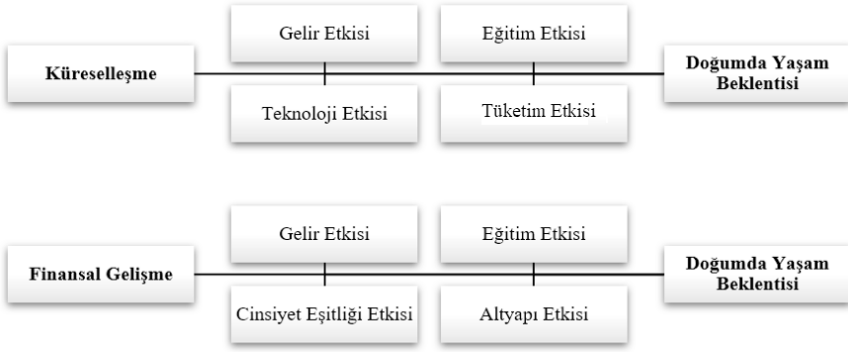 Gelir Etkisi
Eğitim Etkisi
Küreselleşme
Doğumda Yaşam
Beklentisi
Teknoloji Etkisi
Tüketim Etkisi
Gelir Etkisi
Eğitim Etkisi
Finansal Gelişme
Doğumda Yaşam
Beklentisi
Cinsiyet Eşitliği Etkisi
Altyapı Etkisi